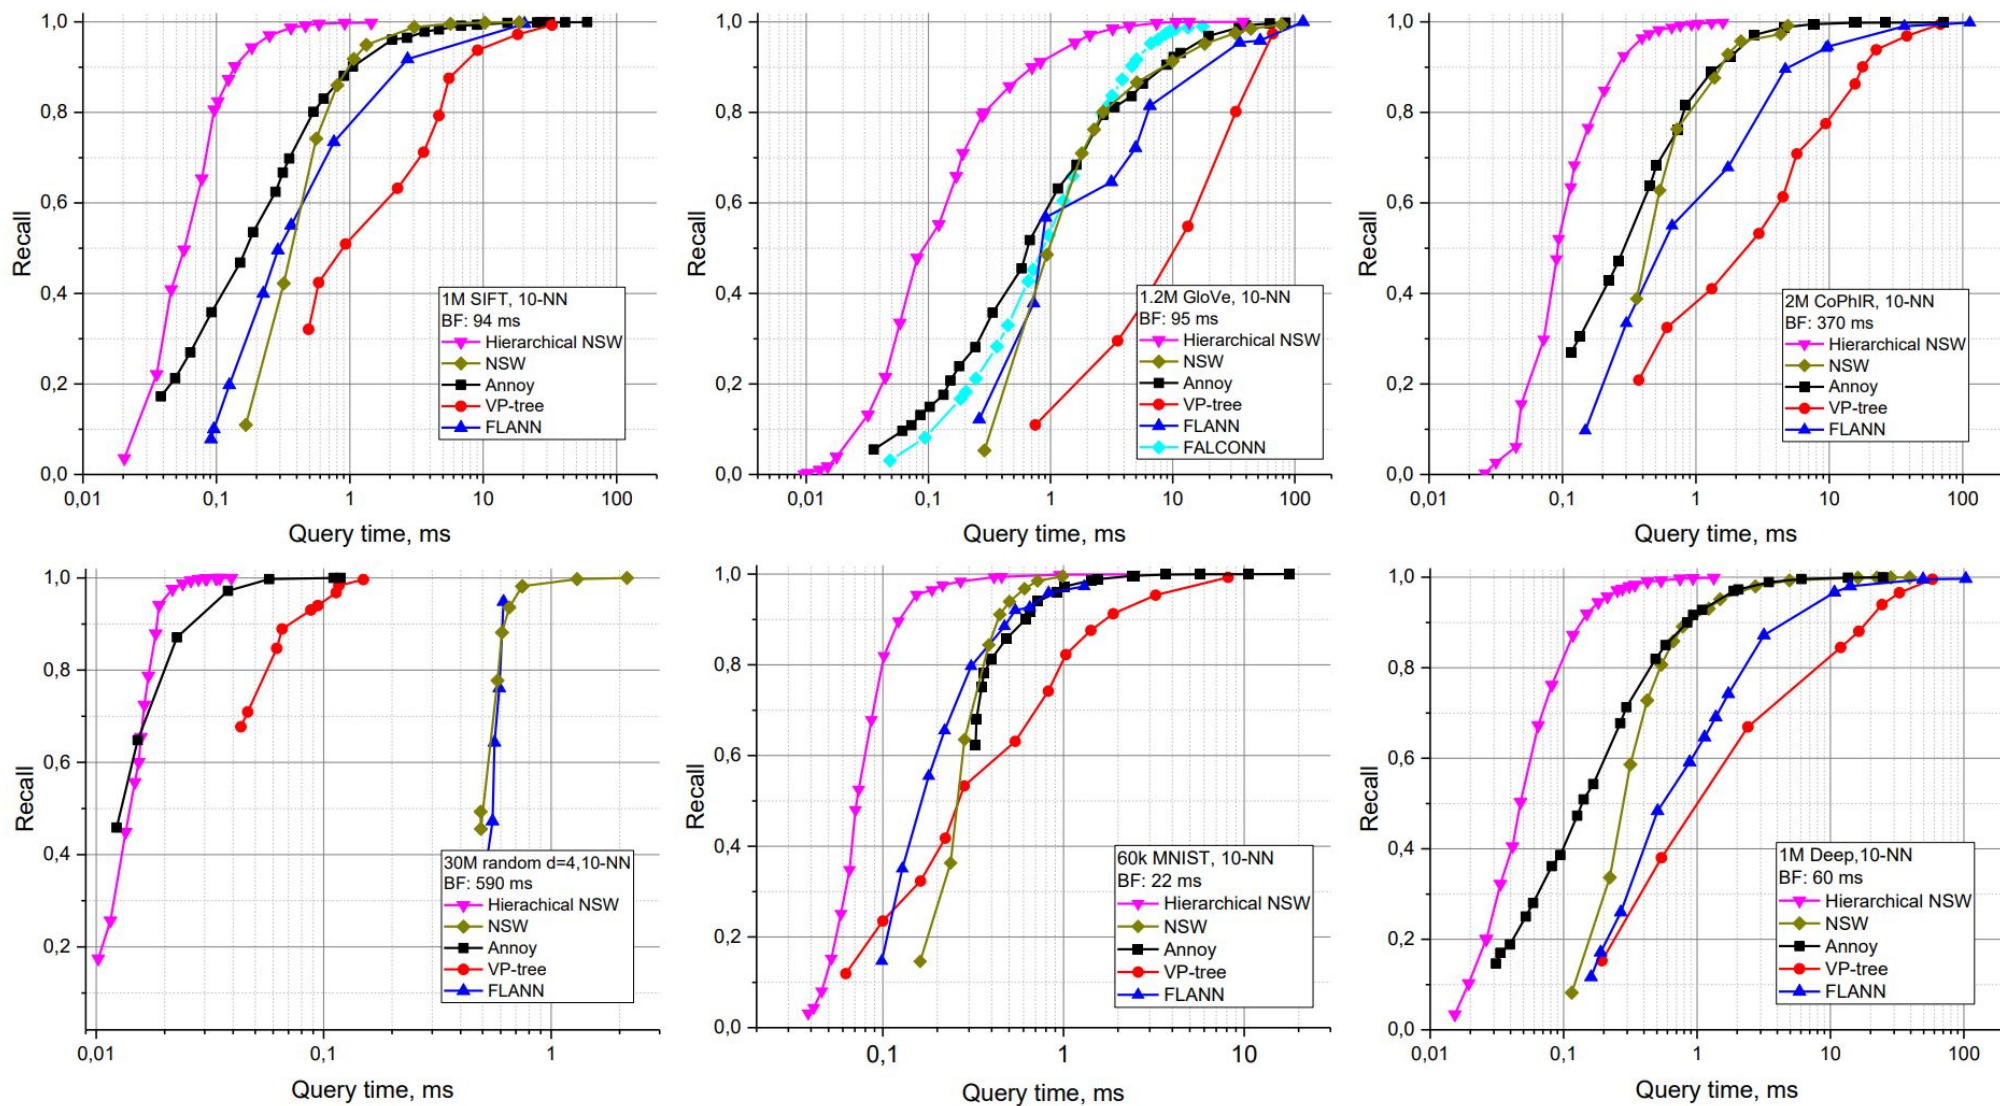 1,0
0,8
0,6
0,4
0,2
0,0
Recall
1M SIFT, 10-NN
BF: 94 ms
Hierarchical NSW
NSW
Annoy
VP-tree
FLANN
0,01
0,1
1
10
100
Query time, ms
1,0
0,8
0,6
0,4
0,2
0,0
Recall
1.2M GloVe, 10-NN
BF: 95 ms
Hierarchical NSW
NSW
Annoy
VP-tree
FLANN
FALCONN
0,01
0,1
1
10
100
Query time, ms
1,0
0,8
0,6
0,4
0,2
0,0
Recall
2M CoPhIR, 10-NN
BF: 370 ms
Hierarchical NSW
NSW
Annoy
VP-tree
FLANN
0,01
0,1
1
10
100
Query time, ms
1,0
0,8
0,6
0,4
0,2
Recall
30M random d=4,10-NN
BF: 590 ms
Hierachical NSW
NSW
Annoy
VP-tree
FLANN
0,01
0,1
1
Query time, ms
1,0
0,8
0,6
0,4
0,2
0,0
Recall
60k MNIST, 10-NN
BF: 22 ms
Hierarchical NSW
NSW
Annoy
VP-tree
FLANN
0,1
1
10
Query time, ms
1,0
0,8
0,6
0,4
0,2
0,0
Recall
1M Deep,10-NN
BF: 60 ms
Hierarchical NSW
NSW
Annoy
VP-tree
FLANN
0,01
0,1
1
10
100
Query time, ms